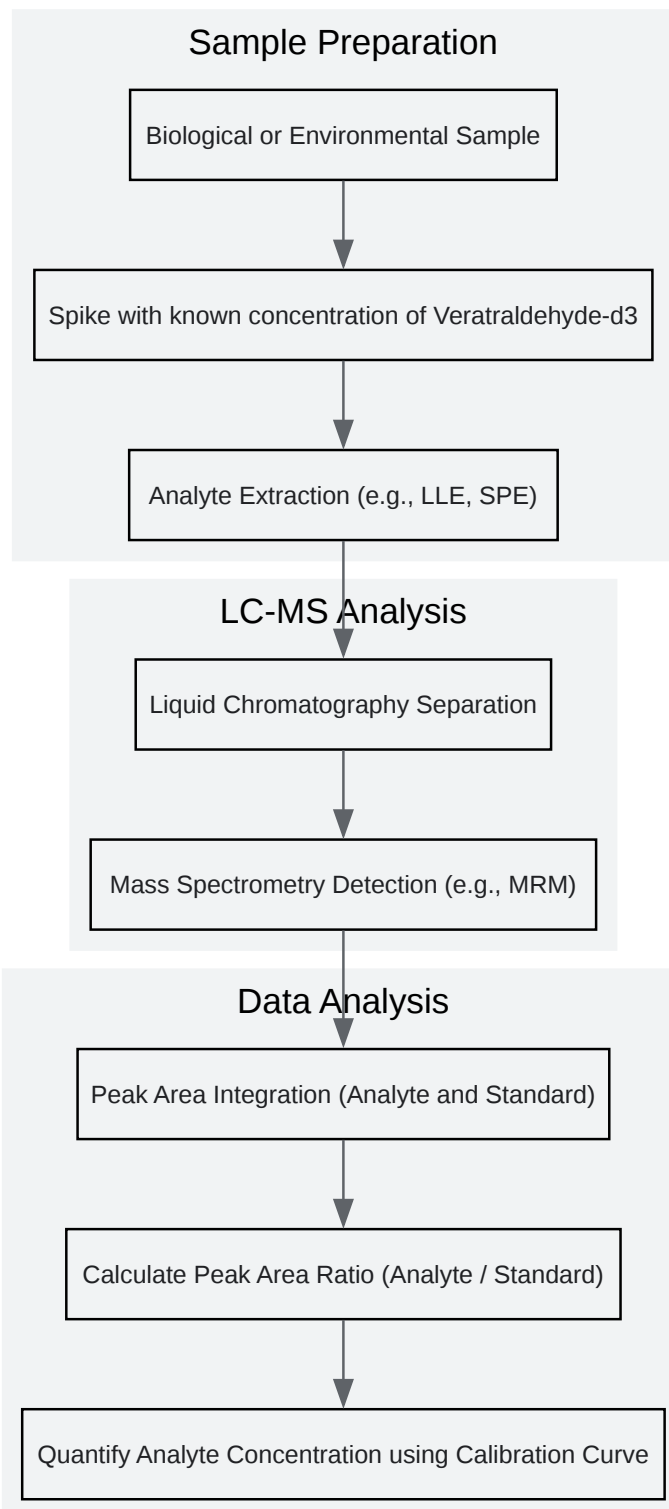 Sample Preparation
Biological or Environmental Sample
Spike with known concentration of Veratraldehyde-d3
Analyte Extraction (e.g., LLE, SPE)
LC-MS Analysis
Liquid Chromatography Separation
Mass Spectrometry Detection (e.g., MRM)
Data Analysis
Peak Area Integration (Analyte and Standard)
Calculate Peak Area Ratio (Analyte / Standard)
Quantify Analyte Concentration using Calibration Curve